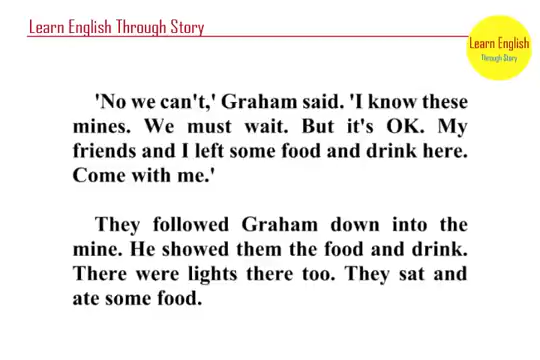 Learn English Through Story
Learn English
Through Story
'No we can't,' Graham said. 'I know these
mines. We must wait. But it's OK. My
friends and I left some food and drink here.
Come with me.'
They followed Graham down into the
mine. He showed them the food and drink.
There were lights there too. They sat and
ate some food.